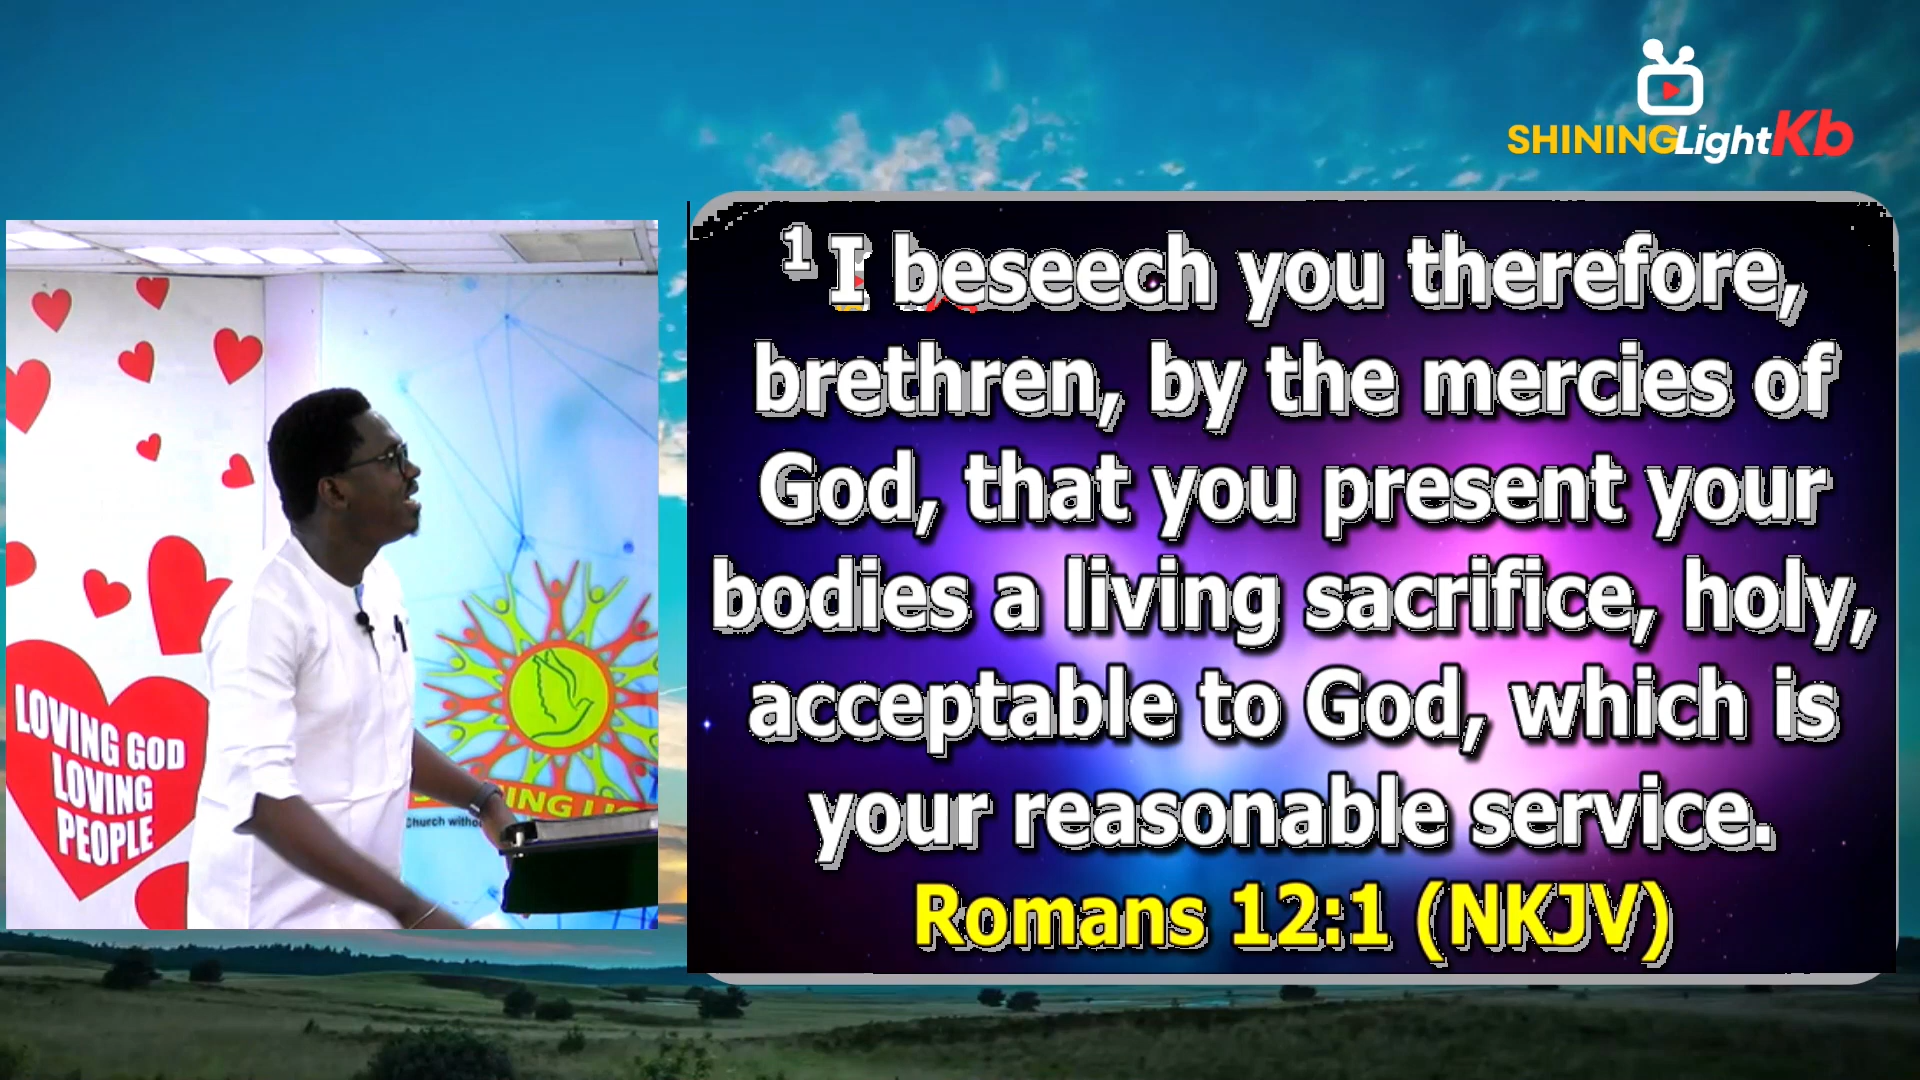 SHININGLightKb
1 I beseech you therefore,
brethren, by the mercies of
God, that you present your
bodies a living sacrifice, holy,
acceptable to God, which is
your reasonable service.
Romans 12:1 (NKJV)
LOVING GOD
LOVING
PEOPLE
Church